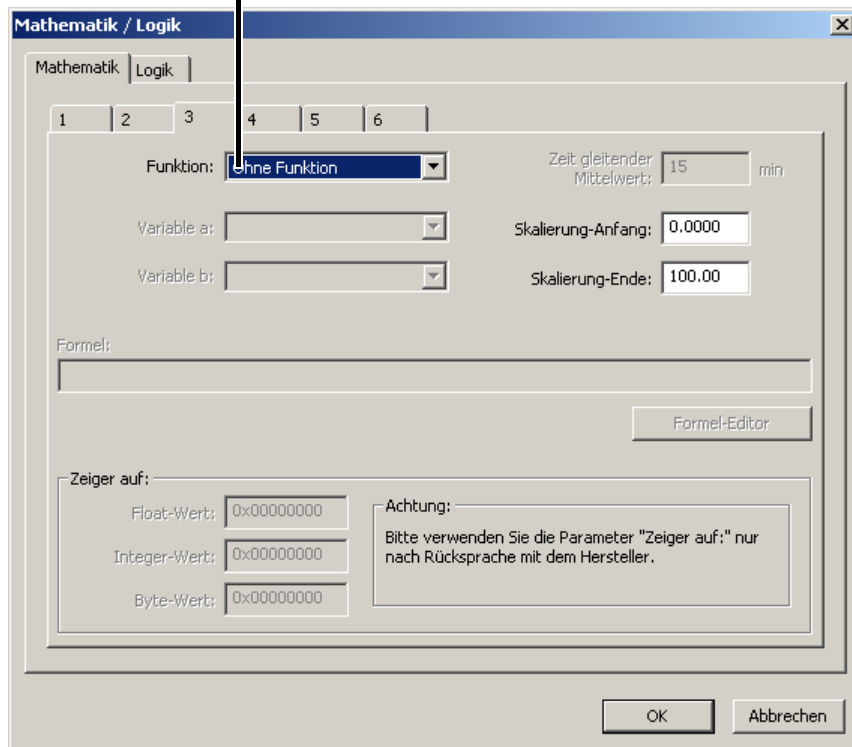 Mathematik / Logik
Mathematik Logik
1 2 3 4 5 6
Funktion: Ohne Funktion
Zeit gleitender
Mittelwert: 15 min
Variable a:
Skalierung-Anfang: 0.0000
Variable b:
Skalierung-Ende: 100.00
Formel:
Formel-Editor
Zeiger auf:
Float-Wert: 0x00000000
Integer-Wert: 0x00000000
Byte-Wert: 0x00000000
Achtung:
Bitte verwenden Sie die Parameter "Zeiger auf:" nur
nach Rücksprache mit dem Hersteller.
OK Abbrechen